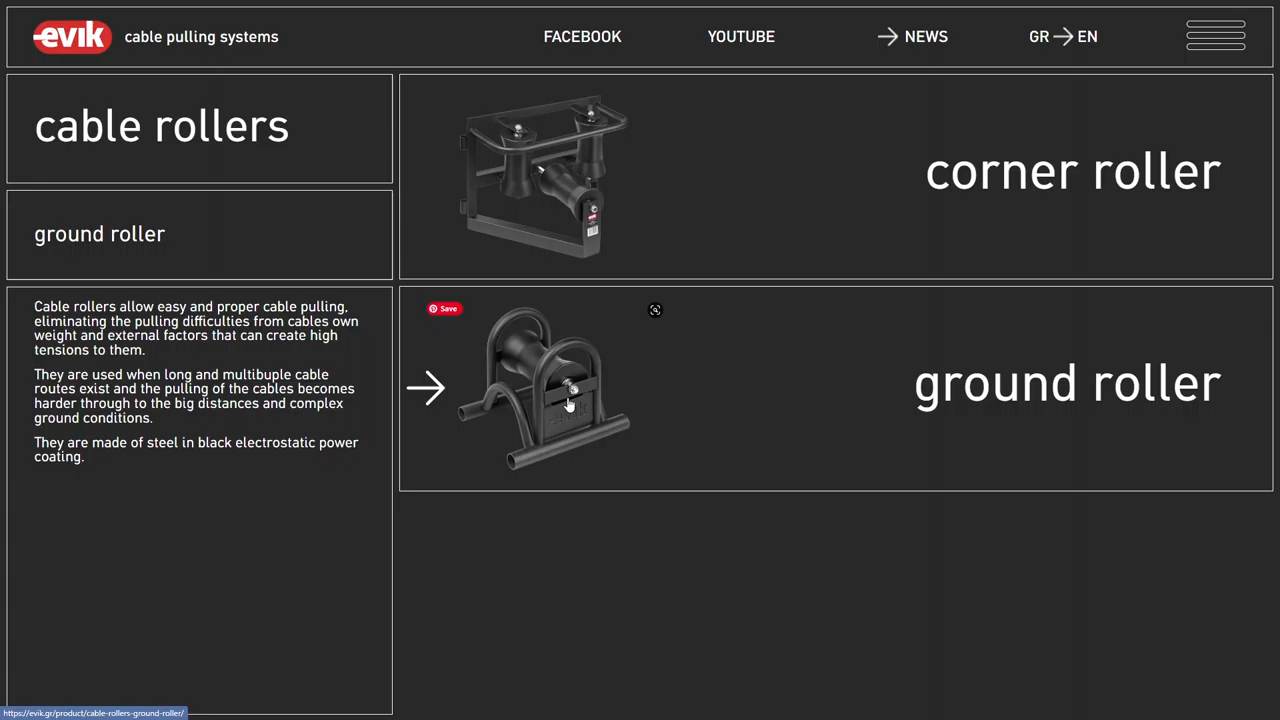 evik cable pulling systems
FACEBOOK
YOUTUBE
NEWS
GR EN
cable rollers
ground roller
Cable rollers allow easy and proper cable pulling,
eliminating the pulling difficulties from cables own
weight and external factors that can create high
tensions to them.
They are used when long and multibuple cable
routes exist and the pulling of the cables becomes
harder through to the big distances and complex
ground conditions.
They are made of steel in black electrostatic power
coating.
evik
corner roller
Save
evik
ground roller
https://evik.gr/product/cable-rollers-ground-roller/